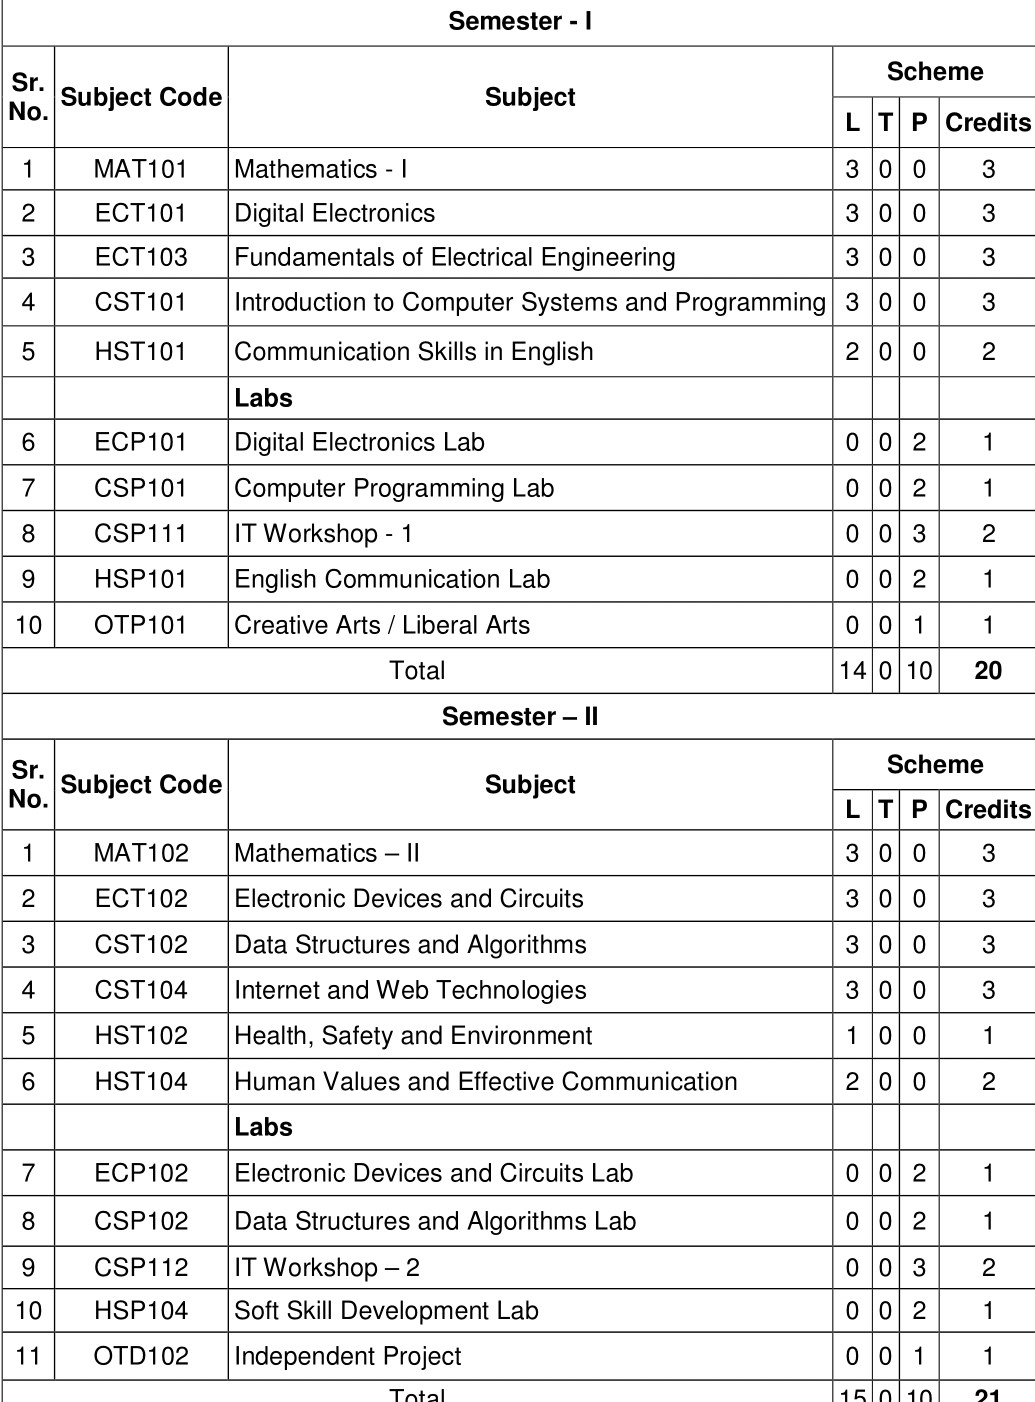 Semester - I
Sr. No. Subject Code Subject Scheme
L T P Credits
1 MAT101 Mathematics - I 3 0 0 3
2 ECT101 Digital Electronics 3 0 0 3
3 ECT103 Fundamentals of Electrical Engineering 3 0 0 3
4 CST101 Introduction to Computer Systems and Programming 3 0 0 3
5 HST101 Communication Skills in English 2 0 0 2
Labs
6 ECP101 Digital Electronics Lab 0 0 2 1
7 CSP101 Computer Programming Lab 0 0 2 1
8 CSP111 IT Workshop - 1 0 0 3 2
9 HSP101 English Communication Lab 0 0 2 1
10 OTP101 Creative Arts / Liberal Arts 0 0 1 1
Total 14 0 10 20
Semester – II
Sr. No. Subject Code Subject Scheme
L T P Credits
1 MAT102 Mathematics – II 3 0 0 3
2 ECT102 Electronic Devices and Circuits 3 0 0 3
3 CST102 Data Structures and Algorithms 3 0 0 3
4 CST104 Internet and Web Technologies 3 0 0 3
5 HST102 Health, Safety and Environment 1 0 0 1
6 HST104 Human Values and Effective Communication 2 0 0 2
Labs
7 ECP102 Electronic Devices and Circuits Lab 0 0 2 1
8 CSP102 Data Structures and Algorithms Lab 0 0 2 1
9 CSP112 IT Workshop – 2 0 0 3 2
10 HSP104 Soft Skill Development Lab 0 0 2 1
11 OTD102 Independent Project 0 0 1 1
Total 15 0 10 21